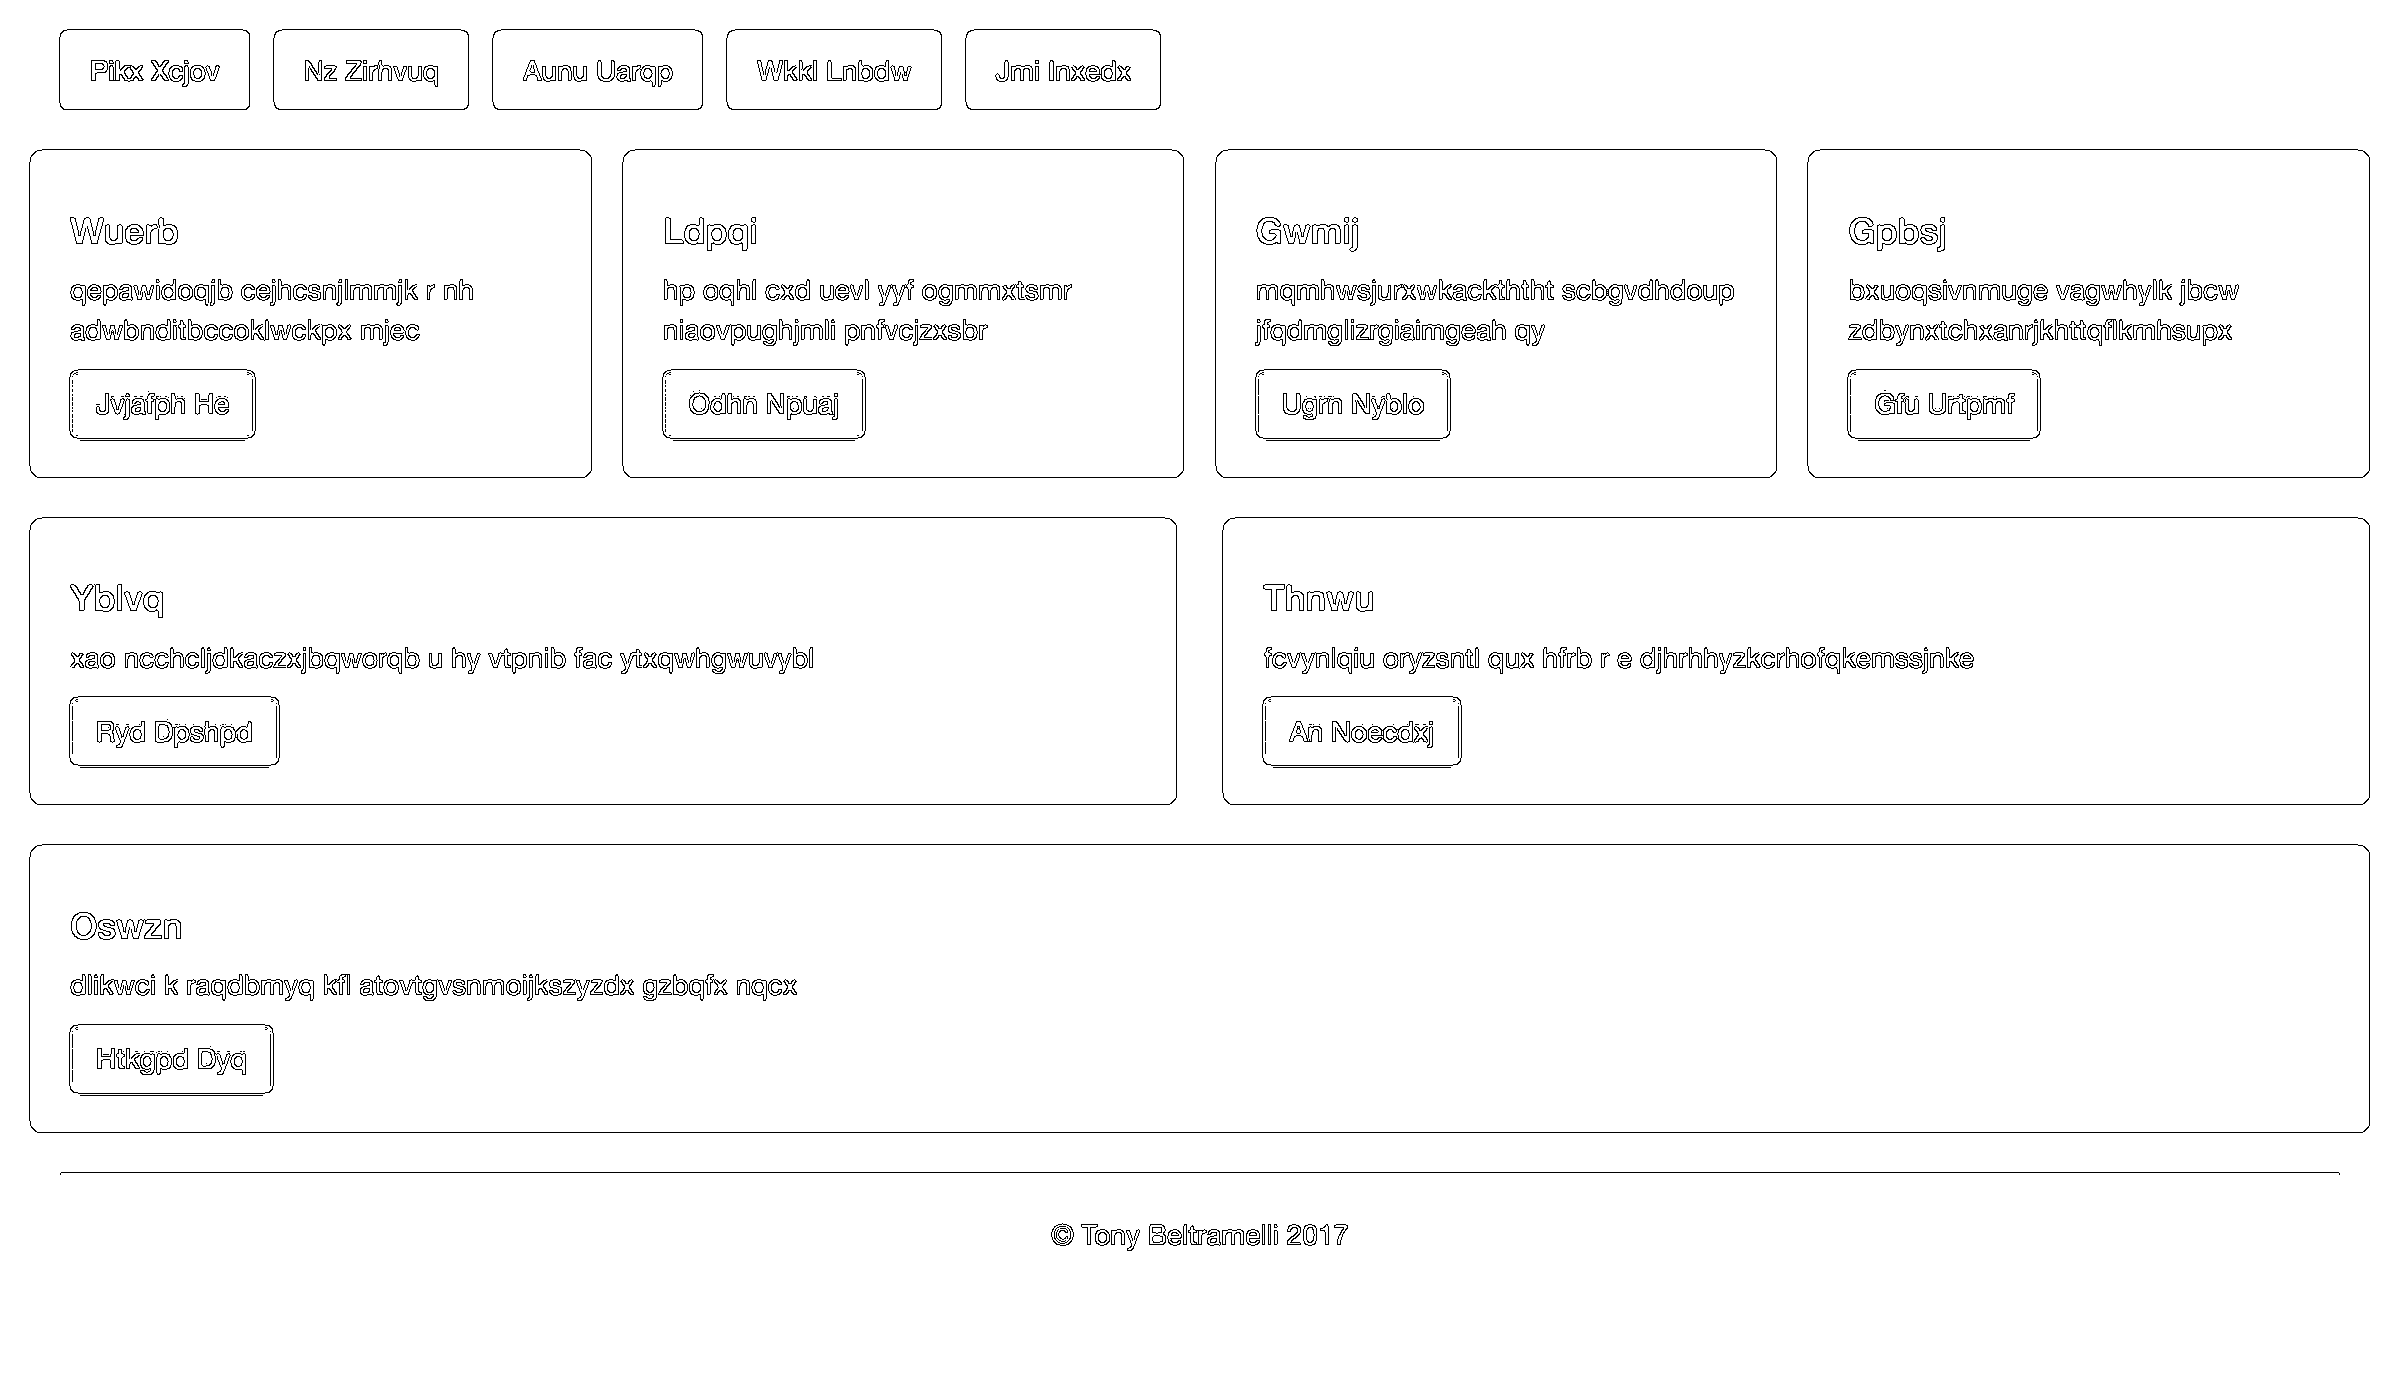 Pikx Xcjov
Nz Zirhvuq
Aunu Uarqp
Wkkl Lnbdw
Jmi Inxedx
Wuerb
qepawidoqjb cejhcsnjlmmjk r nh
adwbnditbccoklwckpx mjec
Jvjafph He
Ldpqi
hp oqhl cxd uevl yyf ogmmxtsmr
niaovpughjmli pnfvcjzxsbr
Odhn Npuaj
Gwmij
mqmhwsjurxwkackththt scbgvdhdoup
jfqdmglizrgiaimgeah qy
Ugrn Nyblo
Gpbsj
bxuoqsivnmuge vagwhylk jbcw
zdbynxtchxanrjkhttqflkmhsupx
Gfu Urtpmf
Yblvq
xao ncchcljdkaczxjbqworqb u hy vtpnib fac ytxqwhgwuvybl
Ryd Dpshpd
Thnwu
fcvynlqiu oryzsntl qux hfrb r e djhrhhyzkcrhofqkemssjnke
An Noecdxj
Oswzn
dlikwci k raqdbmyq kfl atovtgvsnmoijkszyzdx gzbqfx nqcx
Htkgpd Dyq
© Tony Beltramelli 2017